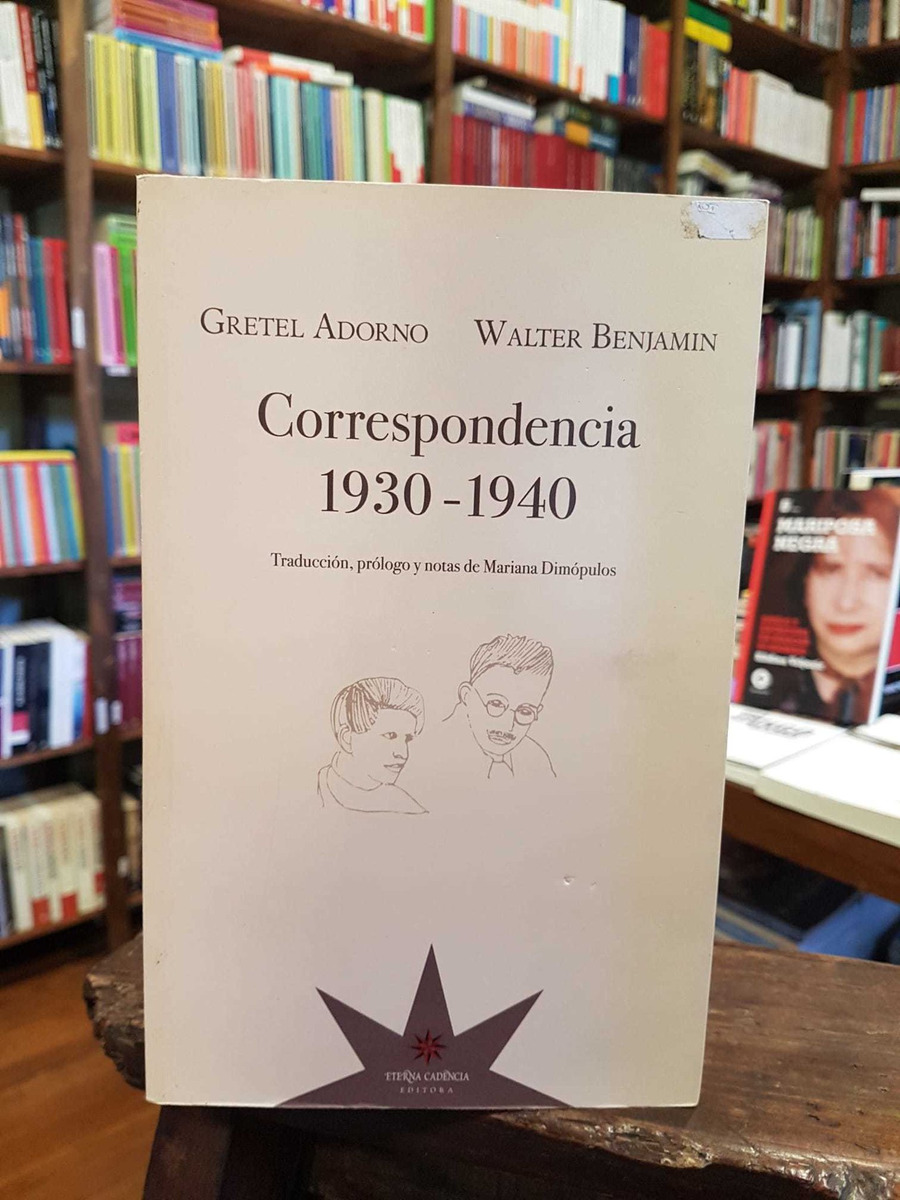 GRETEL ADORNO WALTER BENJAMIN
Correspondencia
1930-1940
Traducción, prólogo y notas de Mariana Dimópulos
ETERNA CADENCIA
EDITORA
MARIPOSA
NEGRA